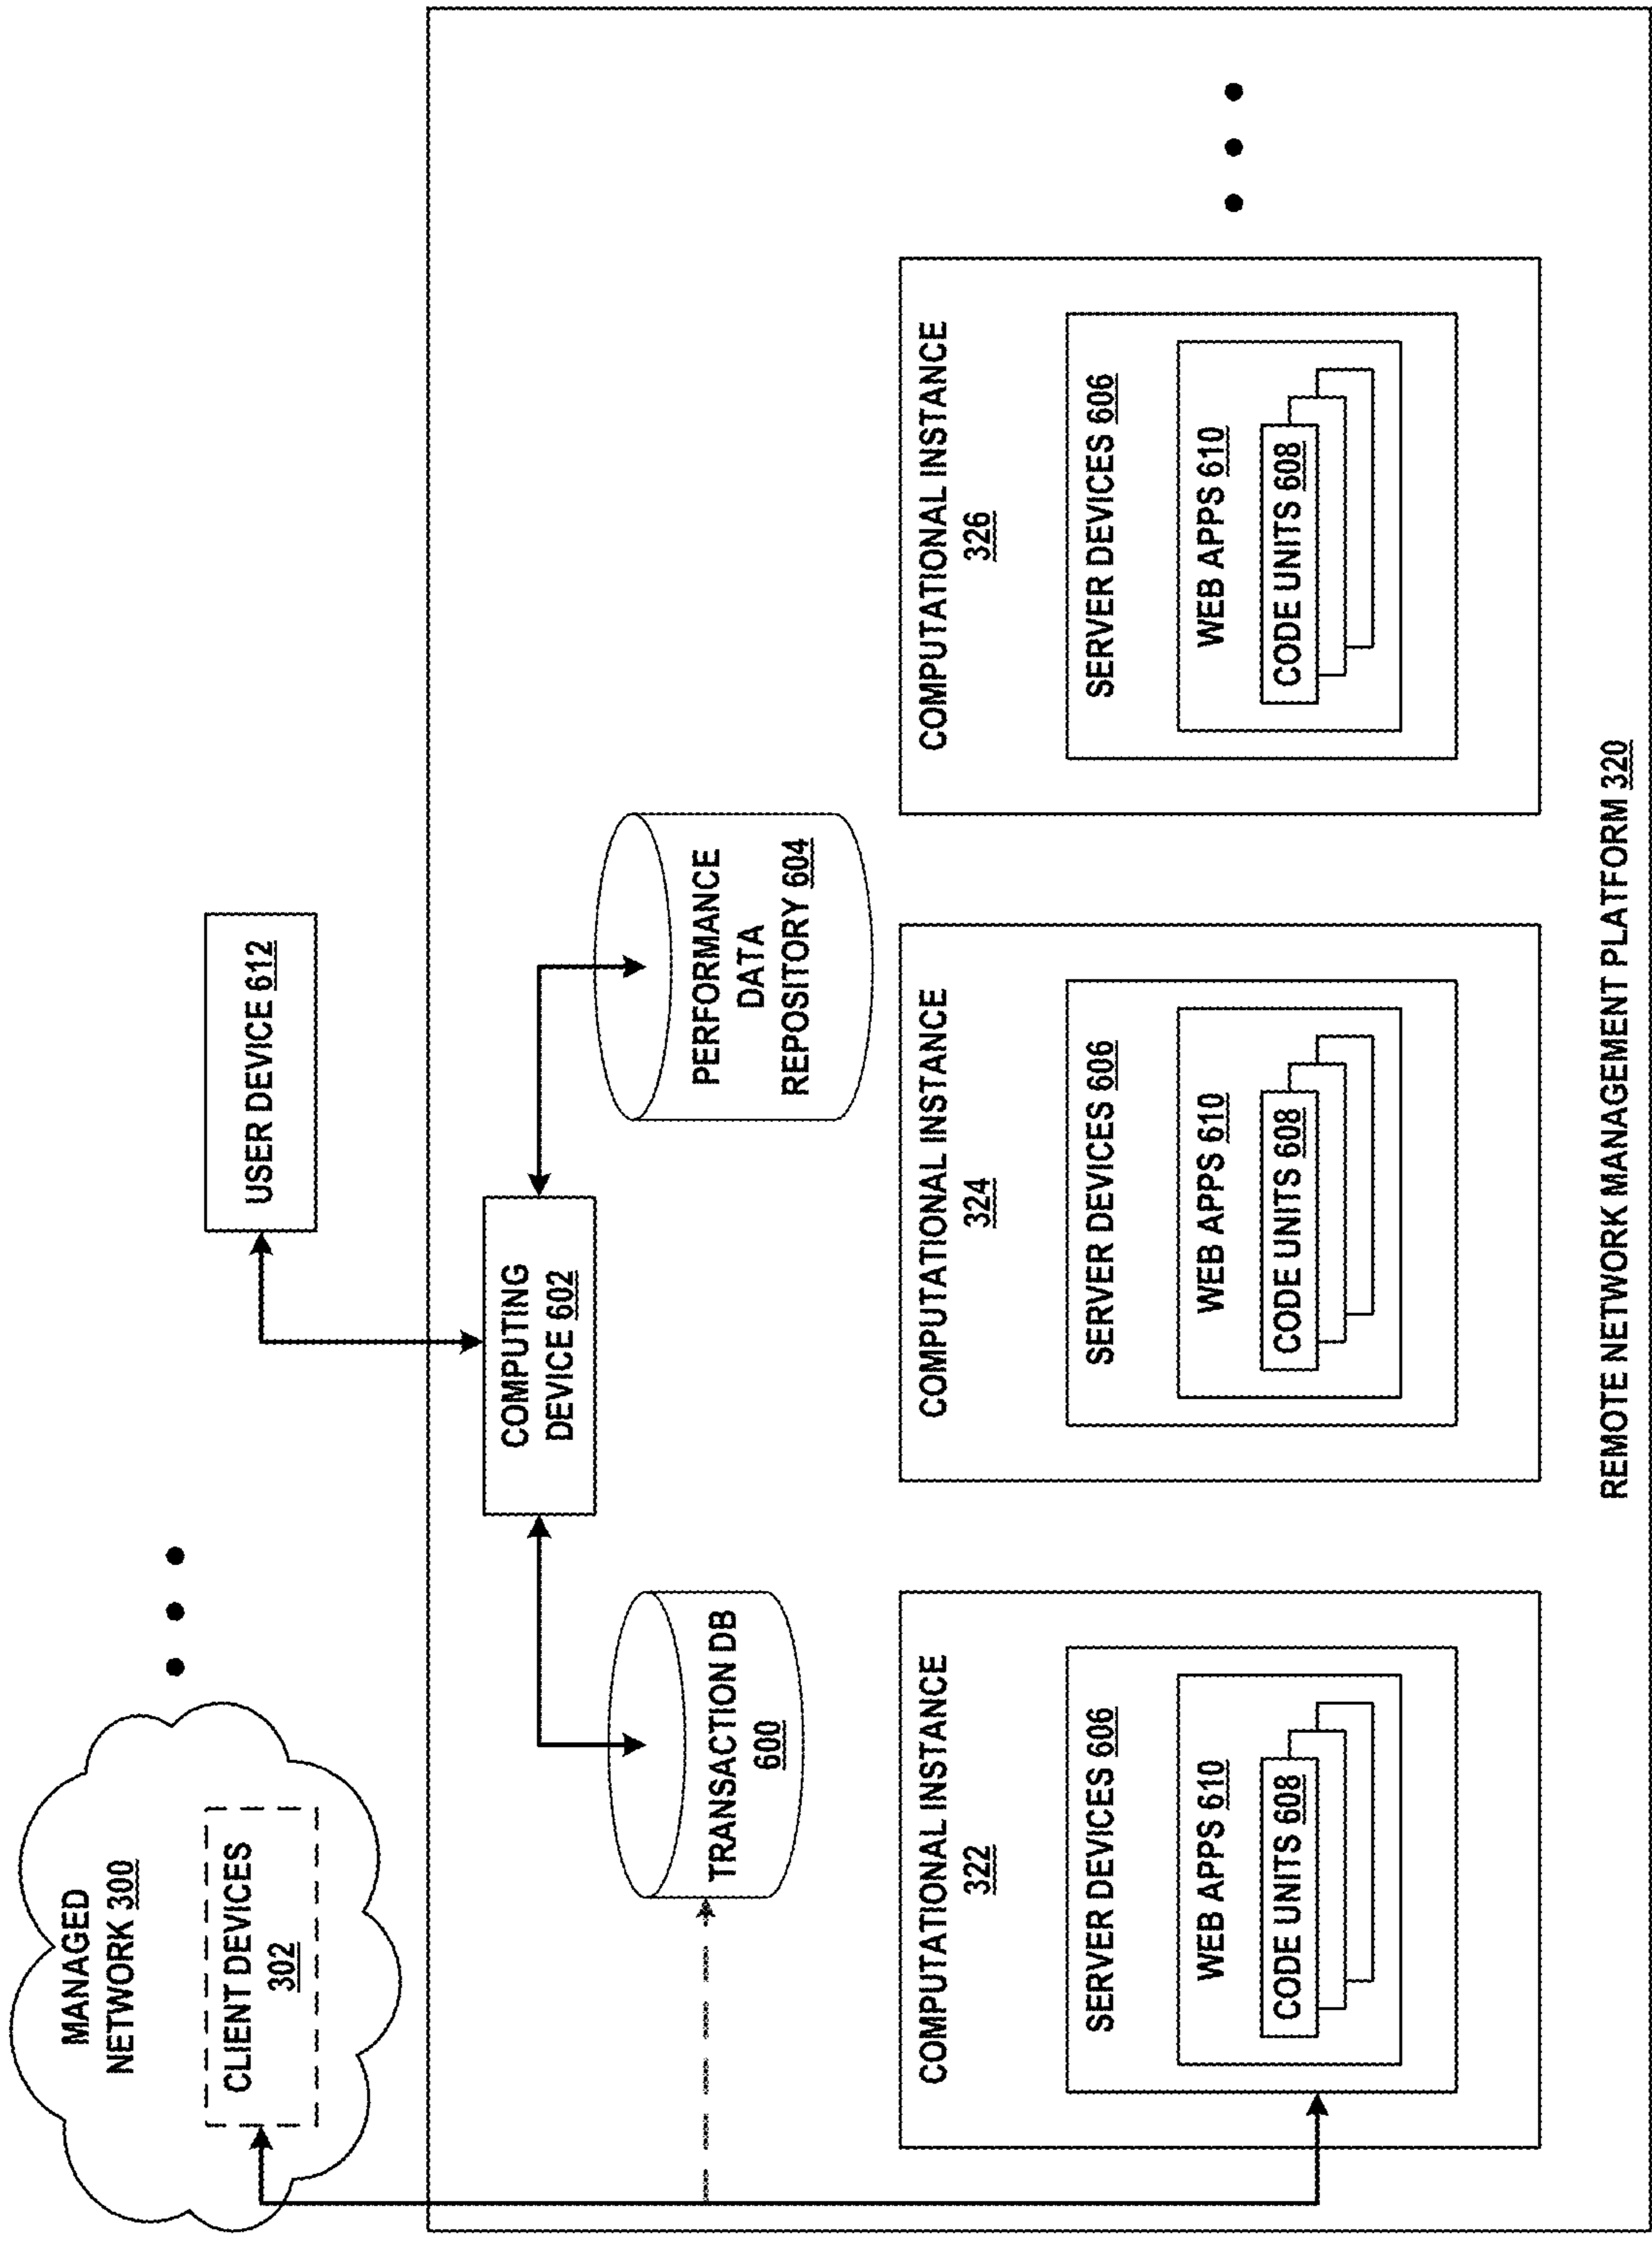 MANAGED
NETWORK 300
CLIENT DEVICES
302
USER DEVICE 612
COMPUTING
DEVICE 602
TRANSACTION DB
600
PERFORMANCE
DATA
REPOSITORY 604
COMPUTATIONAL INSTANCE
322
SERVER DEVICES 606
WEB APPS 610
CODE UNITS 608
COMPUTATIONAL INSTANCE
324
SERVER DEVICES 606
WEB APPS 610
CODE UNITS 608
COMPUTATIONAL INSTANCE
326
SERVER DEVICES 606
WEB APPS 610
CODE UNITS 608
REMOTE NETWORK MANAGEMENT PLATFORM 320